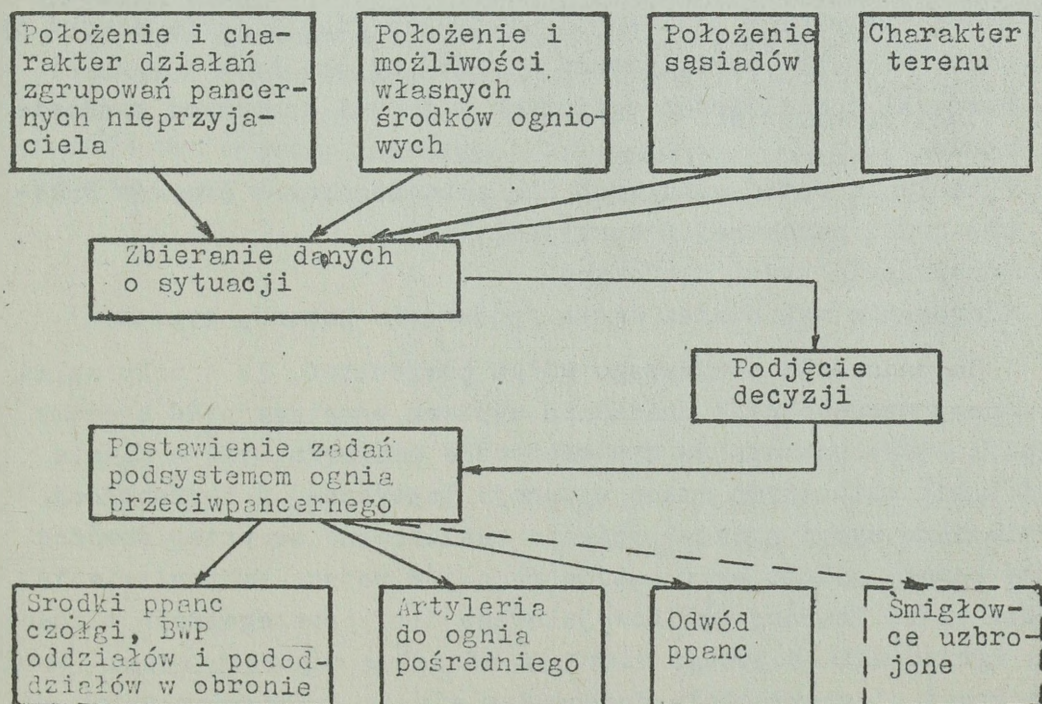 Położenie i cha-
rakter działań
zgrupowań pancer-
nych nieprzyja-
ciela
Położenie i
możliwości
własnych
środków ognio-
wych
Położenie
sąsiadów
Charakter
terenu
Zbieranie danych
o sytuacji
Podjęcie
decyzji
Postawienie zadań
podsystemom ognia
przeciwpancernego
Środki ppanc
czołgi, BWP
oddziałów i podod-
działów w obronie
Artyleria
do ognia
pośredniego
Odwód
ppanc
Śmigłow-
ce uzbro-
jone